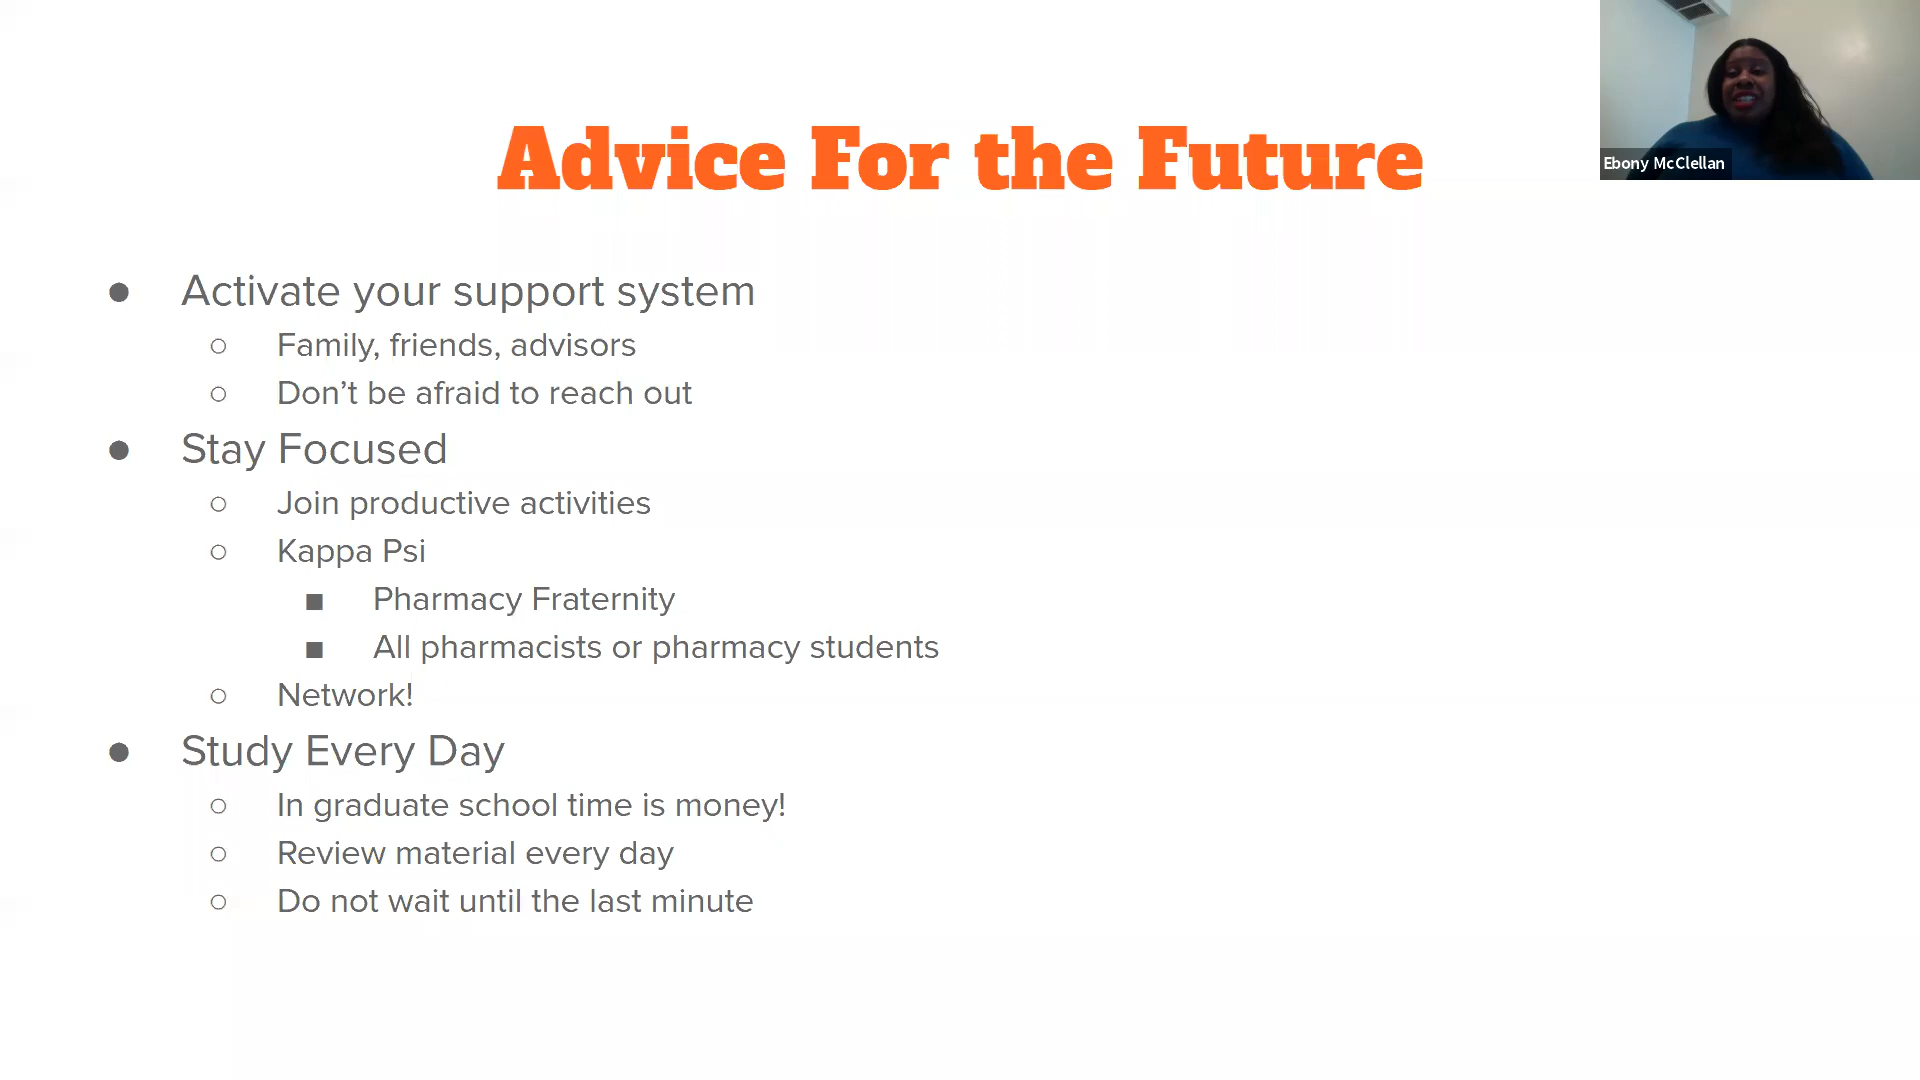 Advice For the Future
Ebony McClellan
● Activate your support system
○ Family, friends, advisors
○ Don’t be afraid to reach out
● Stay Focused
○ Join productive activities
○ Kappa Psi
■ Pharmacy Fraternity
■ All pharmacists or pharmacy students
○ Network!
● Study Every Day
○ In graduate school time is money!
○ Review material every day
○ Do not wait until the last minute